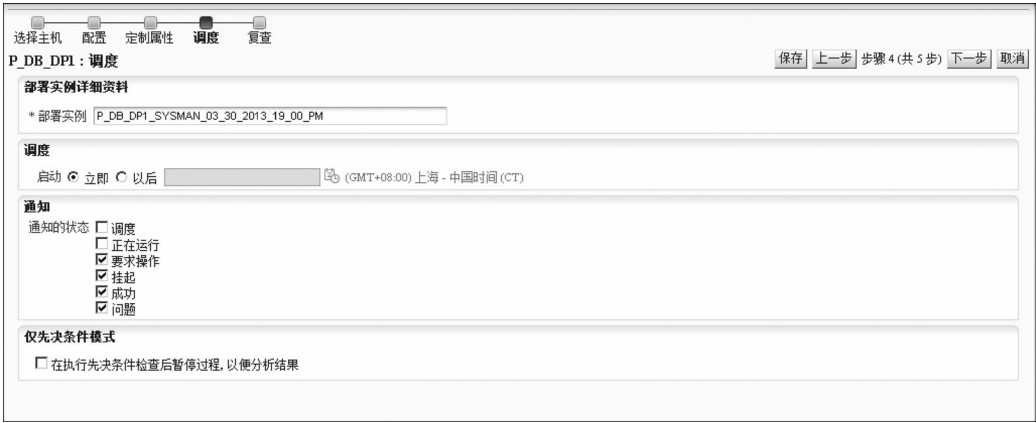 选择主机 配置 定制属性 调度 复查
P_DB_DP1：调度 保存 上一步 步骤 4 (共 5 步) 下一步 取消
部署实例详细资料
* 部署实例 P_DB_DP1_SYSMAN_03_30_2013_19_00_PM
调度
启动 立即 以后 (GMT+08:00) 上海 - 中国时间 (CT)
通知
通知的状态 调度
正在运行
要求操作
挂起
成功
问题
仅先决条件模式
在执行先决条件检查后暂停过程, 以便分析结果